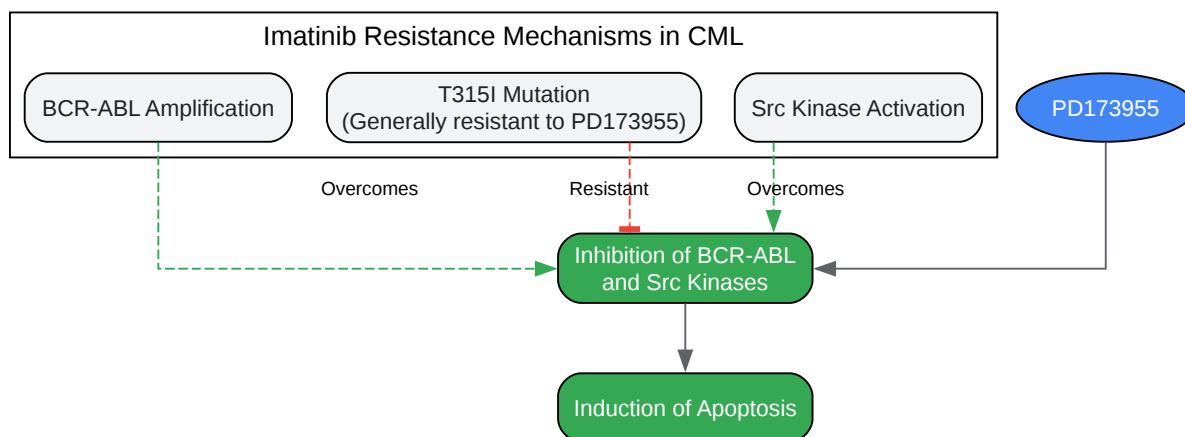 Imatinib Resistance Mechanisms in CML
BCR-ABL Amplification
T315I Mutation
(Generally resistant to PD173955)
Src Kinase Activation
PD173955
Overcomes
Resistant
Overcomes
Inhibition of BCR-ABL
and Src Kinases
Induction of Apoptosis